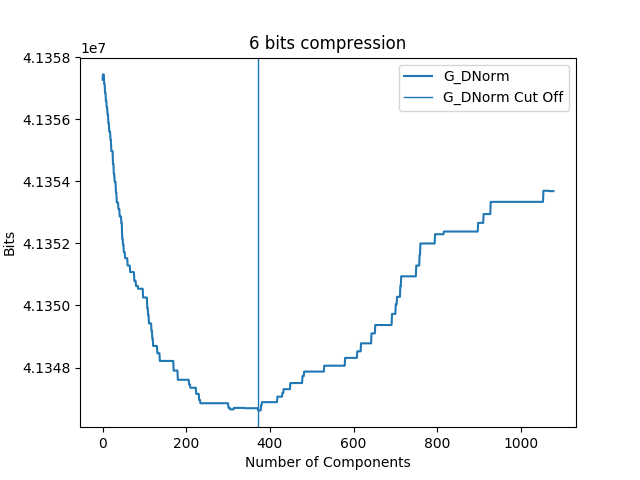 6 bits compression
1e7
4.1358
4.1356
4.1354
4.1352
4.1350
4.1348
Bits
G_DNorm
G_DNorm Cut Off
0
200
400
600
800
1000
Number of Components